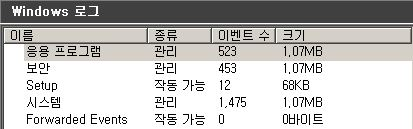 Windows 로그
이름 종류 이벤트 수 크기
응용 프로그램 관리 523 1,07MB
보안 관리 453 1,07MB
Setup 작동 가능 12 68KB
시스템 관리 1,475 1,07MB
Forwarded Events 작동 가능 0 0바이트